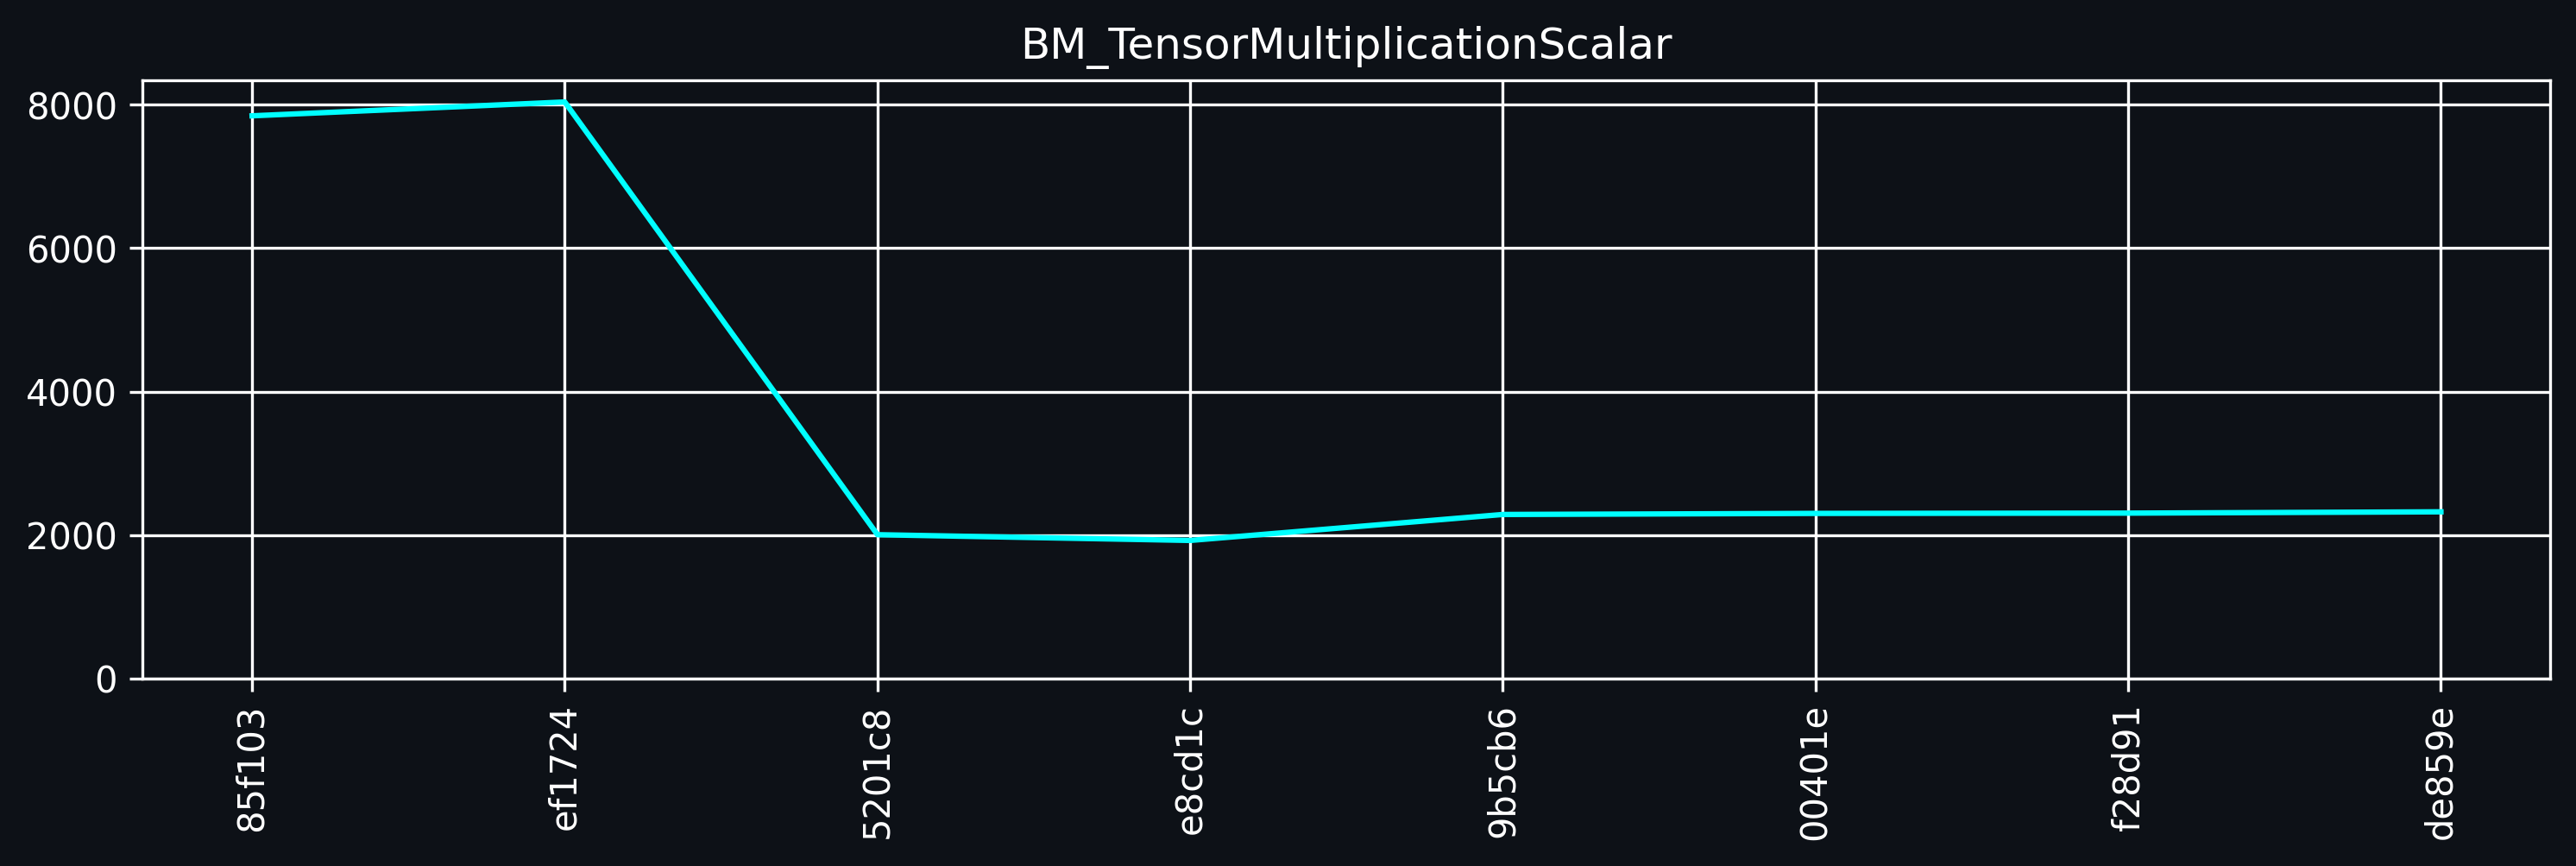 BM_TensorMultiplicationScalar
8000
6000
4000
2000
0
85f103
ef1724
5201c8
e8cd1c
9b5cb6
00401e
f28d91
de859e